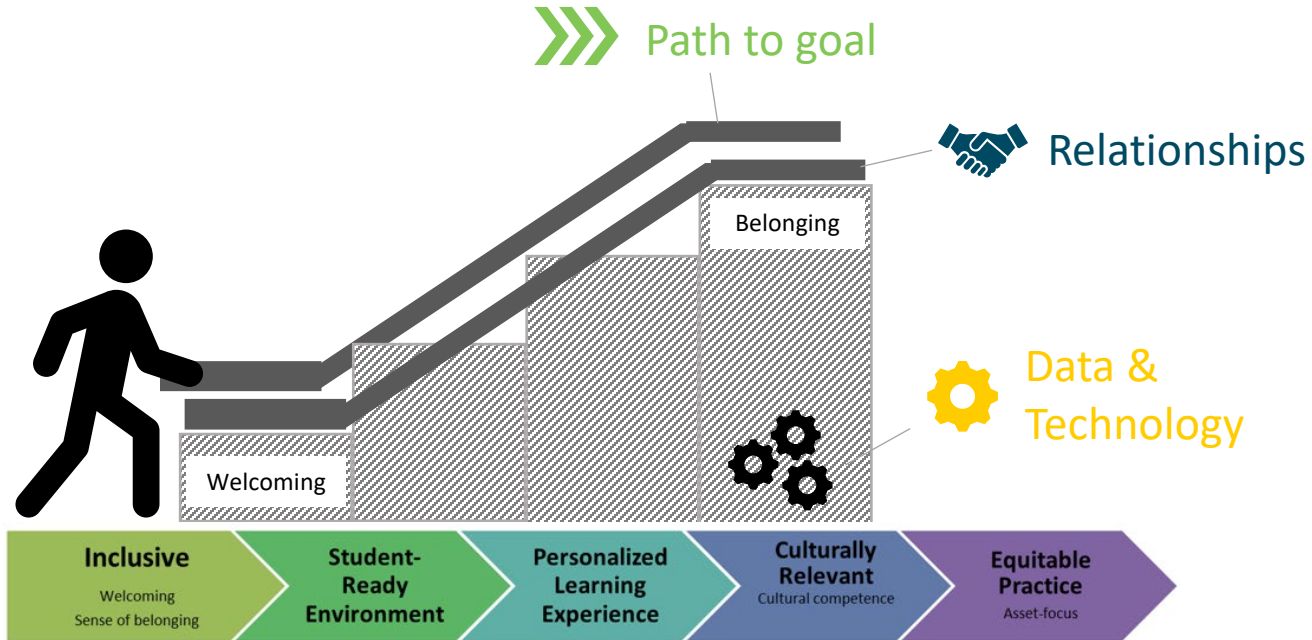 Path to goal
Relationships
Belonging
Data &
Technology
Welcoming
Inclusive
Welcoming
Sense of belonging
Student-
Ready
Environment
Personalized
Learning
Experience
Culturally
Relevant
Cultural competence
Equitable
Practice
Asset-focus